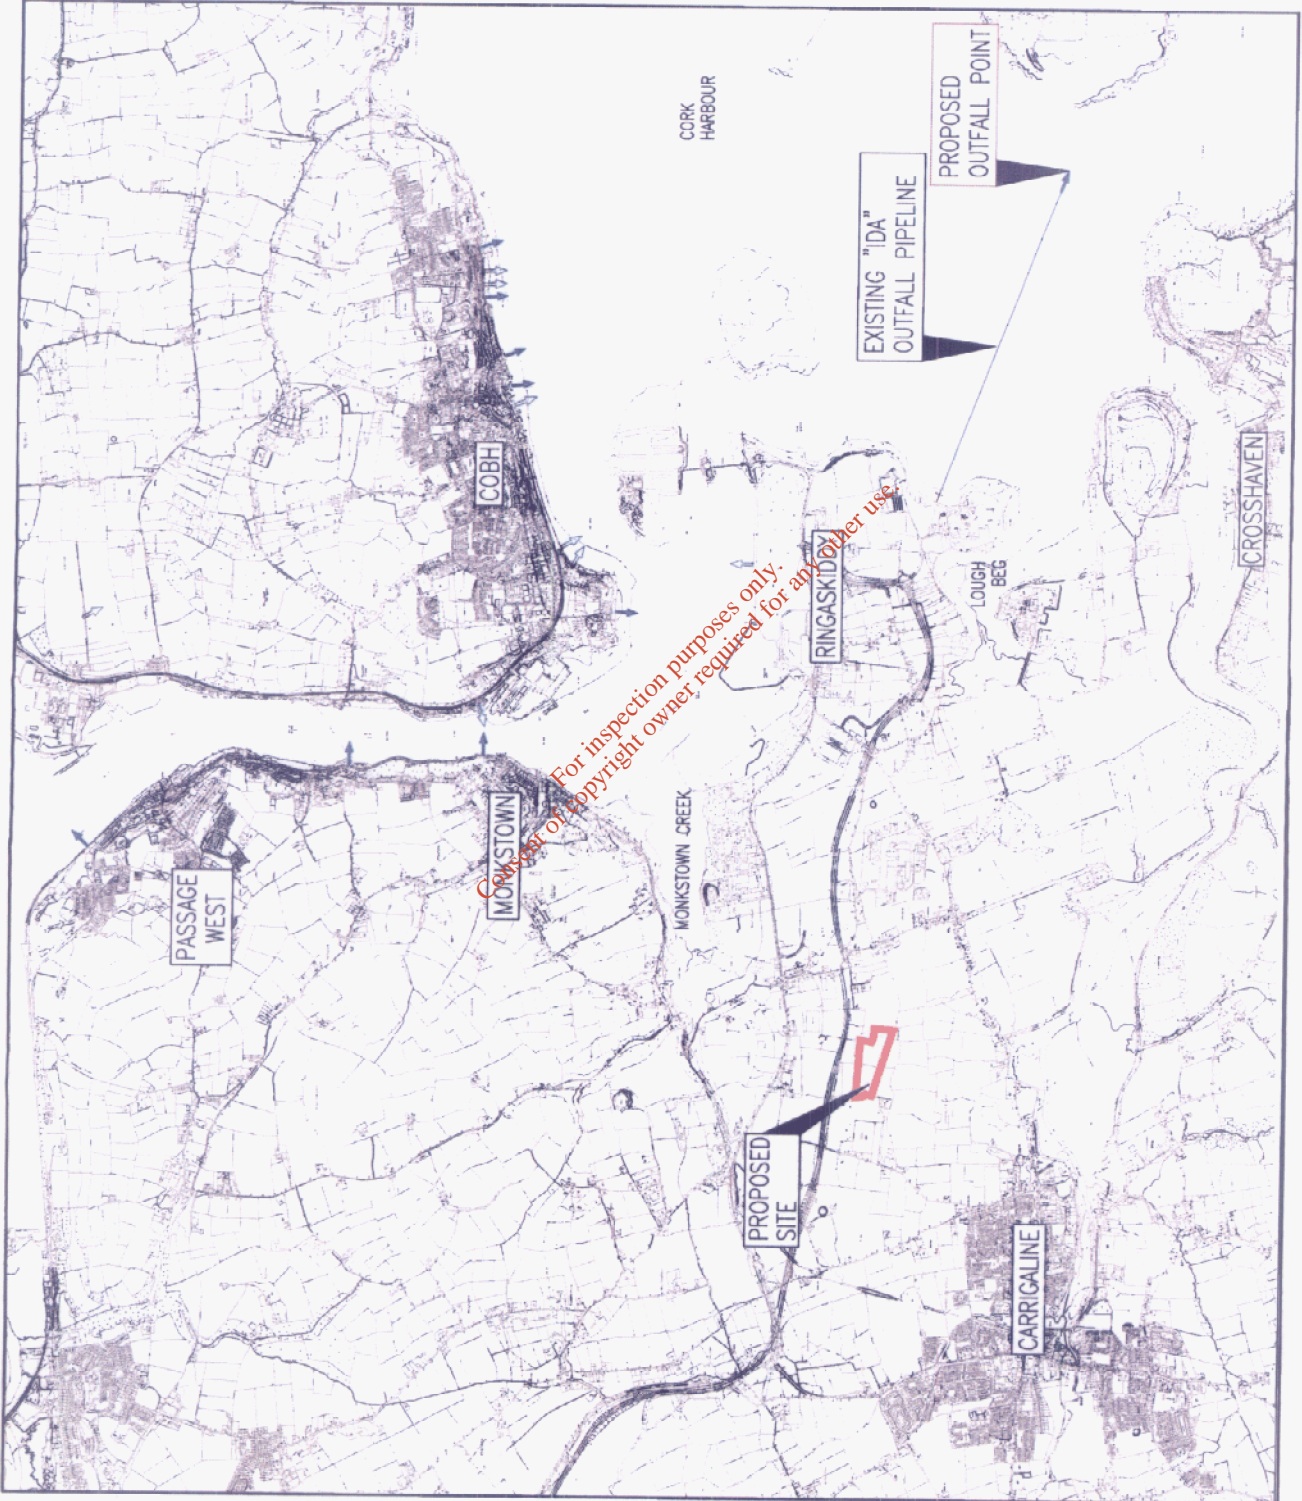 CORK
HARBOUR
PROPOSED
OUTFALL POINT
EXISTING "IDA"
OUTFALL PIPELINE
COBH
CROSSHAVEN
RINGASKIDDY
LOUGH
BEG
PASSAGE
WEST
MONKSTOWN
MONKSTOWN CREEK
PROPOSED
SITE
CARRIGALINE
For inspection purposes only.
Consent of copyright owner required for any other use.